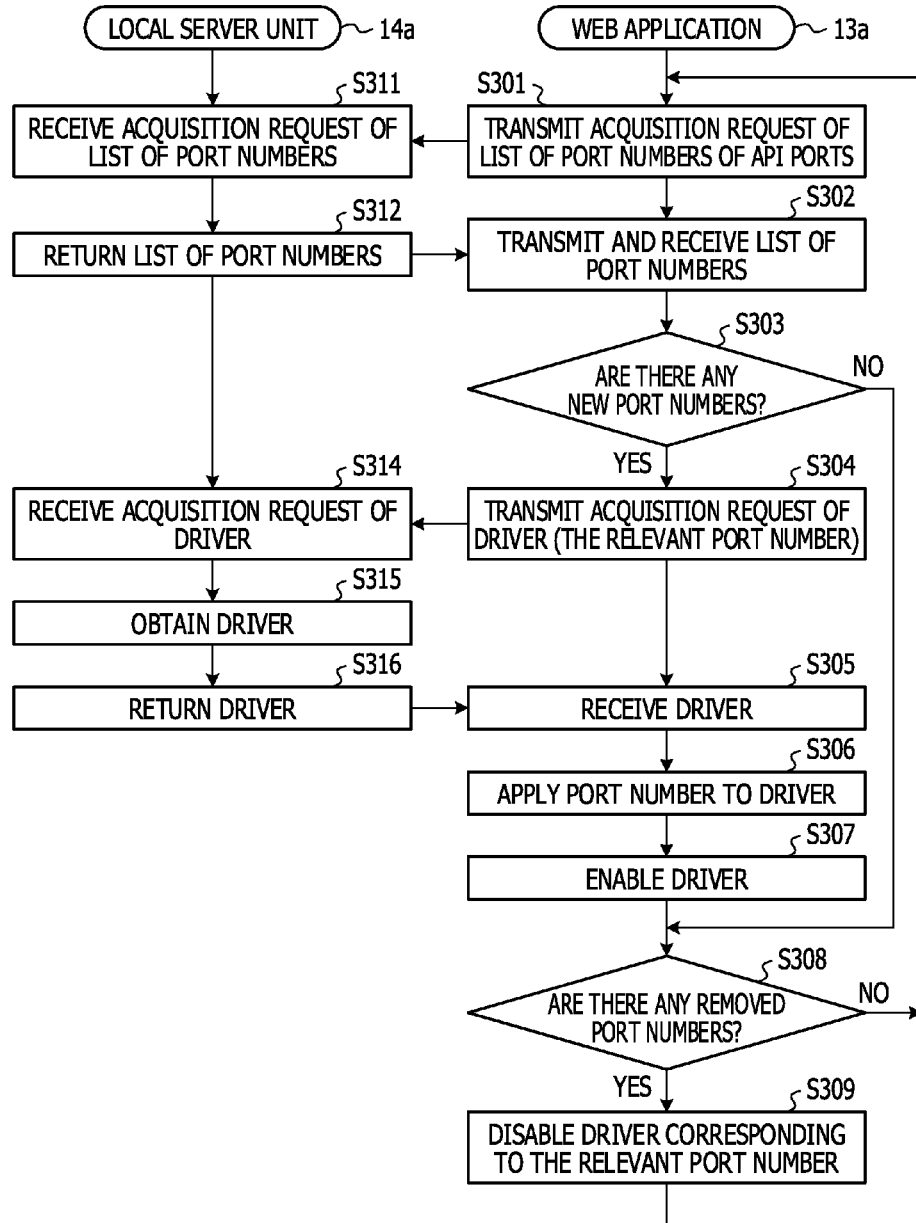 LOCAL SERVER UNIT
14a
WEB APPLICATION
13a
S311
RECEIVE ACQUISITION REQUEST OF
LIST OF PORT NUMBERS
S301
TRANSMIT ACQUISITION REQUEST OF
LIST OF PORT NUMBERS OF API PORTS
S312
RETURN LIST OF PORT NUMBERS
S302
TRANSMIT AND RECEIVE LIST OF
PORT NUMBERS
S303
ARE THERE ANY
NEW PORT NUMBERS?
NO
YES
S314
RECEIVE ACQUISITION REQUEST OF
DRIVER
S304
TRANSMIT ACQUISITION REQUEST OF
DRIVER (THE RELEVANT PORT NUMBER)
S315
OBTAIN DRIVER
S316
RETURN DRIVER
S305
RECEIVE DRIVER
S306
APPLY PORT NUMBER TO DRIVER
S307
ENABLE DRIVER
S308
ARE THERE ANY REMOVED
PORT NUMBERS?
NO
YES
S309
DISABLE DRIVER CORRESPONDING
TO THE RELEVANT PORT NUMBER